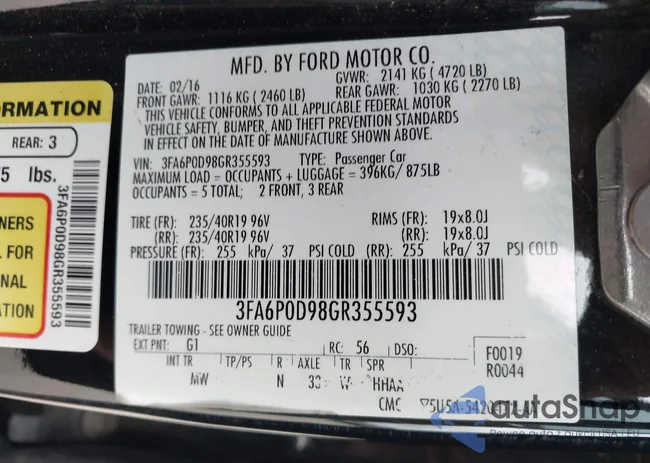 ORMATION
REAR: 3
5 lbs.
3FA6P0D98GR355593
NERS
L FOR
NAL
ATION
MFD. BY FORD MOTOR CO.
DATE: 02/16 GVWR: 2141 KG ( 4720 LB)
FRONT GAWR: 1116 KG ( 2460 LB) REAR GAWR: 1030 KG ( 2270 LB)
THIS VEHICLE CONFORMS TO ALL APPLICABLE FEDERAL MOTOR
VEHICLE SAFETY, BUMPER, AND THEFT PREVENTION STANDARDS
IN EFFECT ON THE DATE OF MANUFACTURE SHOWN ABOVE.
VIN: 3FA6P0D98GR355593 TYPE: Passenger Car
MAXIMUM LOAD = OCCUPANTS + LUGGAGE = 396KG/ 875LB
OCCUPANTS = 5 TOTAL; 2 FRONT, 3 REAR
TIRE (FR): 235/40R19 96V RIMS (FR): 19x8.0J
(RR): 235/40R19 96V (RR): 19x8.0J
PRESSURE (FR): 255 kPa/ 37 PSI COLD (RR): 255 kPa/ 37 PSI COLD
3FA6P0D98GR355593
TRAILER TOWING - SEE OWNER GUIDE
EXT PNT: G1 RC: 56 DSO: F0019
INT TR TP/PS R AXLE TR SPR R0044
MW N
CMC
autoSnap